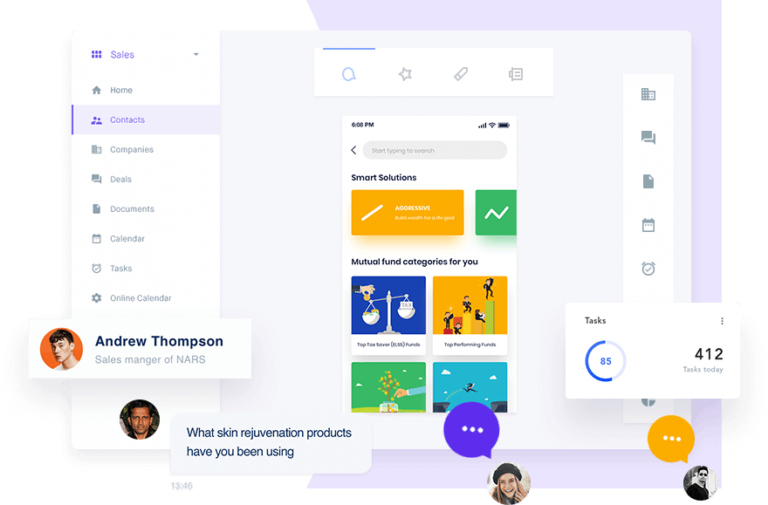 Sales
Home
Contacts
Companies
Deals
Documents
Calendar
Tasks
Online Calendar
Andrew Thompson
Sales manger of NARS
What skin rejuvenation products
have you been using
13:46
6:08 PM
Start typing to search
Smart Solutions
AGGRESSIVE
Build wealth for a life goal
Mutual fund categories for you
Top Tax Saver (ELSS) Funds
Top Performing Funds
Tasks
85
412
Tasks today